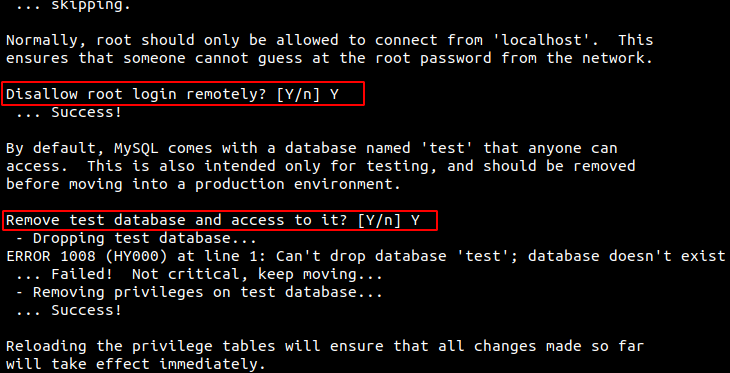 ... skipping.
Normally, root should only be allowed to connect from 'localhost'.  This
ensures that someone cannot guess at the root password from the network.
Disallow root login remotely? [Y/n] Y
... Success!
By default, MySQL comes with a database named 'test' that anyone can
access.  This is also intended only for testing, and should be removed
before moving into a production environment.
Remove test database and access to it? [Y/n] Y
- Dropping test database...
ERROR 1008 (HY000) at line 1: Can't drop database 'test'; database doesn't exist
... Failed!  Not critical, keep moving...
- Removing privileges on test database...
... Success!
Reloading the privilege tables will ensure that all changes made so far
will take effect immediately.